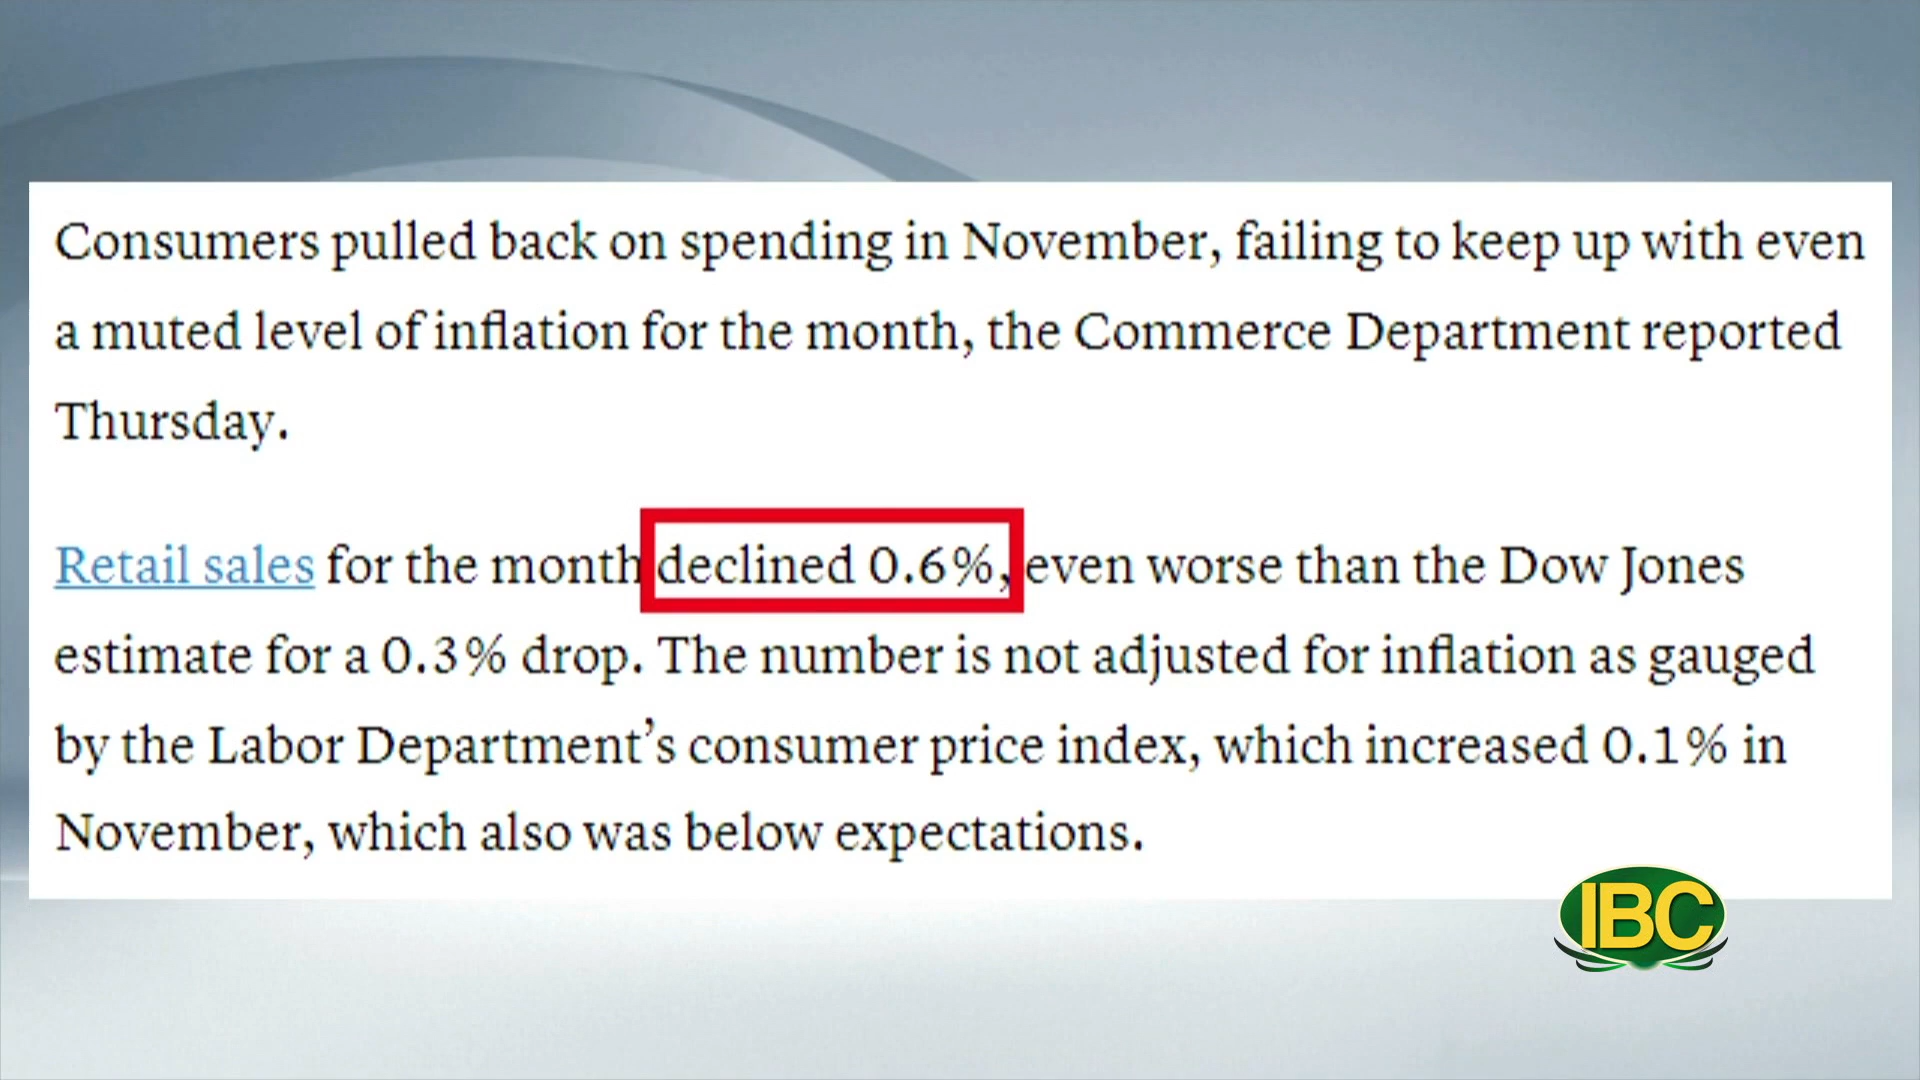 Consumers pulled back on spending in November, failing to keep up with even
a muted level of inflation for the month, the Commerce Department reported
Thursday.
Retail sales for the month declined 0.6%, even worse than the Dow Jones
estimate for a 0.3% drop. The number is not adjusted for inflation as gauged
by the Labor Department’s consumer price index, which increased 0.1% in
November, which also was below expectations.
IBC